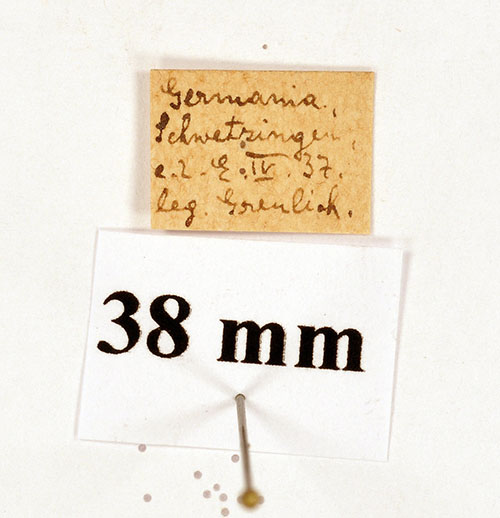 Germania,
Schwetzingen,
e.l. E.IV.37.
leg. Greulich.
38 mm